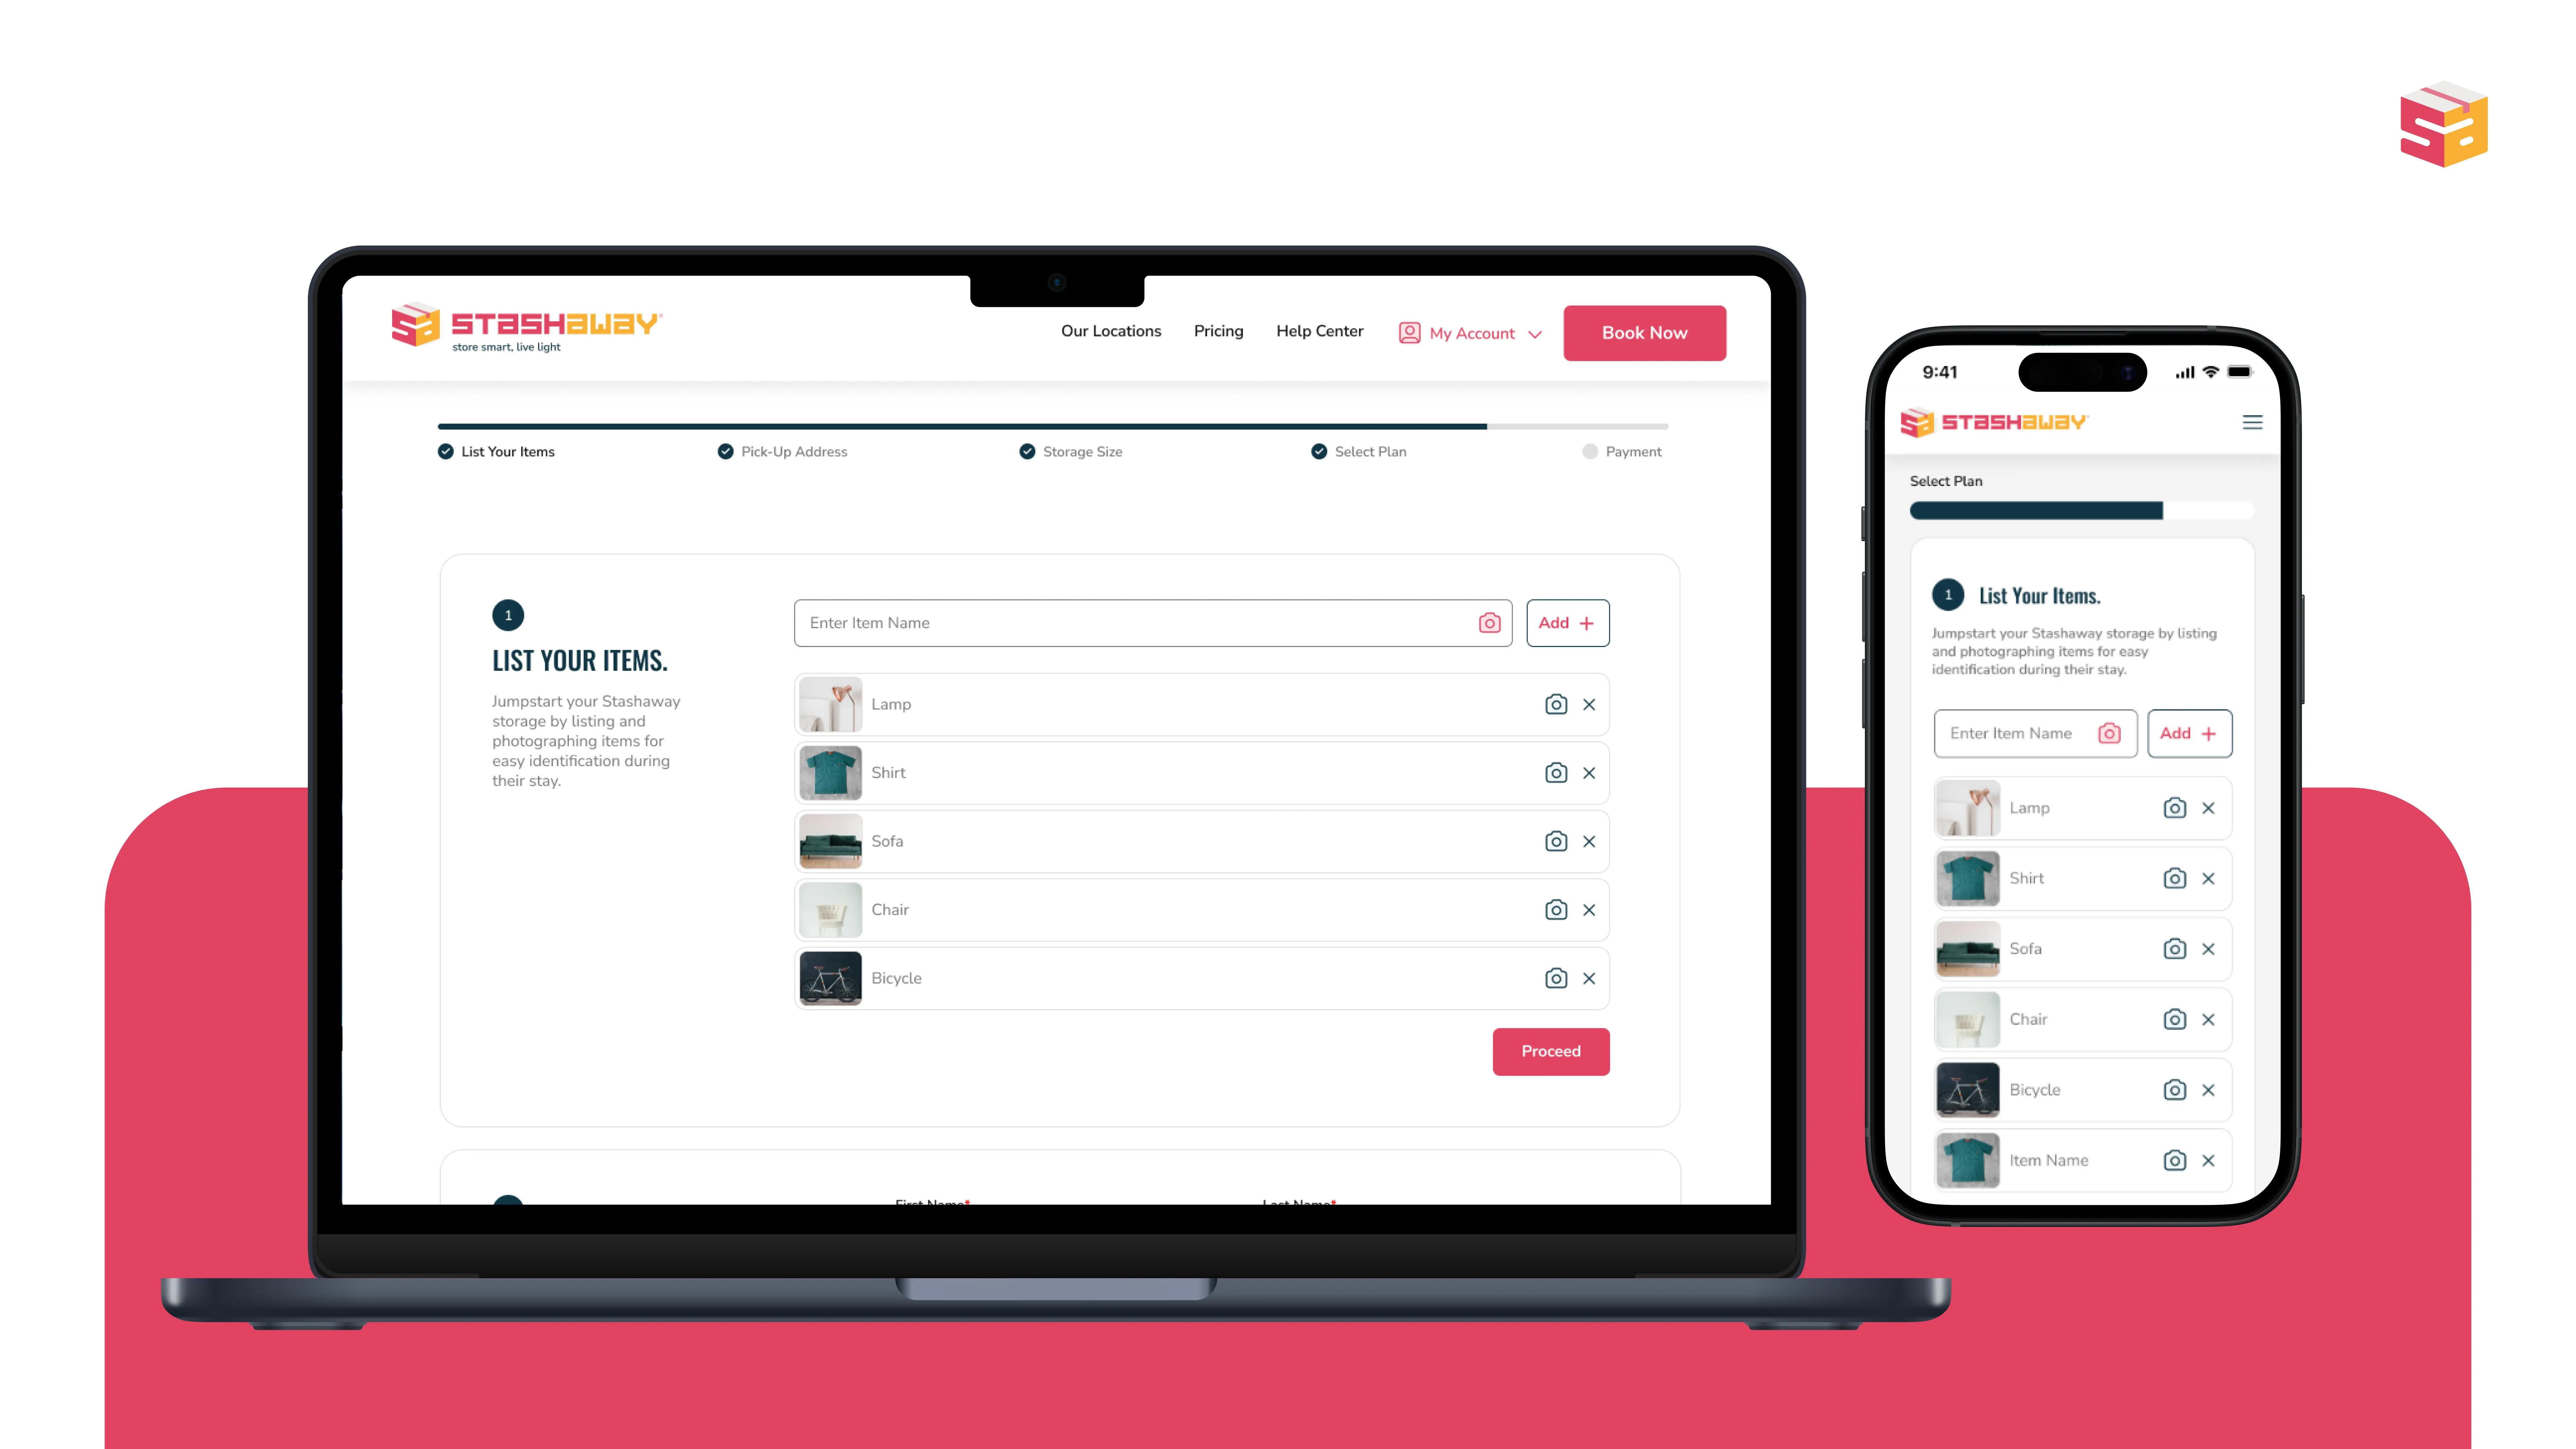 STASHAWAY
store smart, live light
Our Locations
Pricing
Help Center
My Account
Book Now
List Your Items
Pick-Up Address
Storage Size
Select Plan
Payment
1
LIST YOUR ITEMS.
Jumpstart your Stashaway
storage by listing and
photographing items for
easy identification during
their stay.
Enter Item Name
Add +
Lamp
Shirt
Sofa
Chair
Bicycle
Proceed
First Name*
Last Name*
sa
9:41
STASHAWAY
Select Plan
1 List Your Items.
Jumpstart your Stashaway storage by listing
and photographing items for easy
identification during their stay.
Enter Item Name
Add +
Lamp
Shirt
Sofa
Chair
Bicycle
Item Name